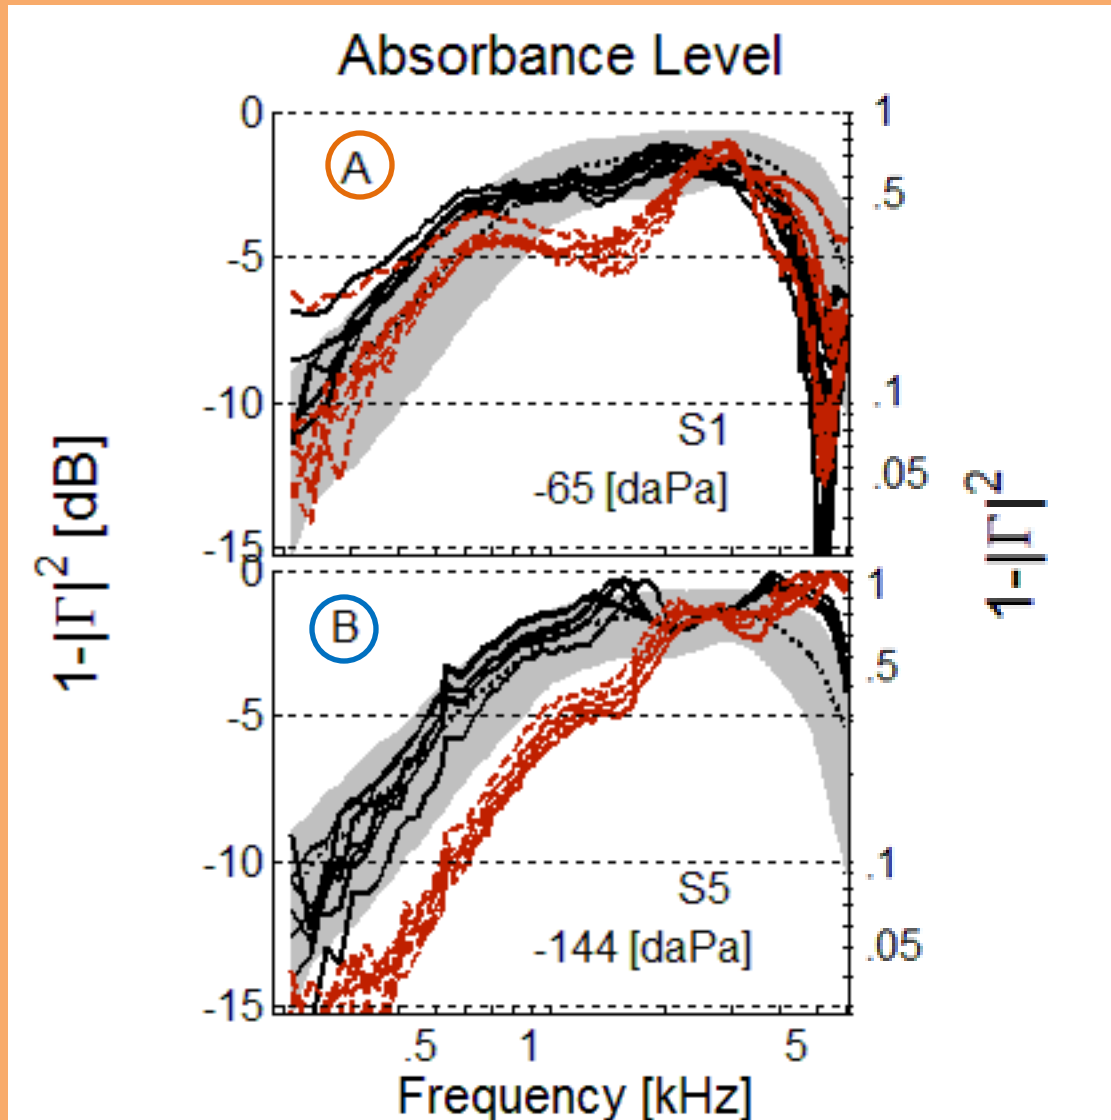 Absorbance Level
0
-5
-10
-15
A
1
.5
.1
.05
S1
-65 [daPa]
1-|Γ|² [dB]
1-|Γ|²
0
-5
-10
-15
B
1
.5
.1
.05
S5
-144 [daPa]
.5 1 5
Frequency [kHz]